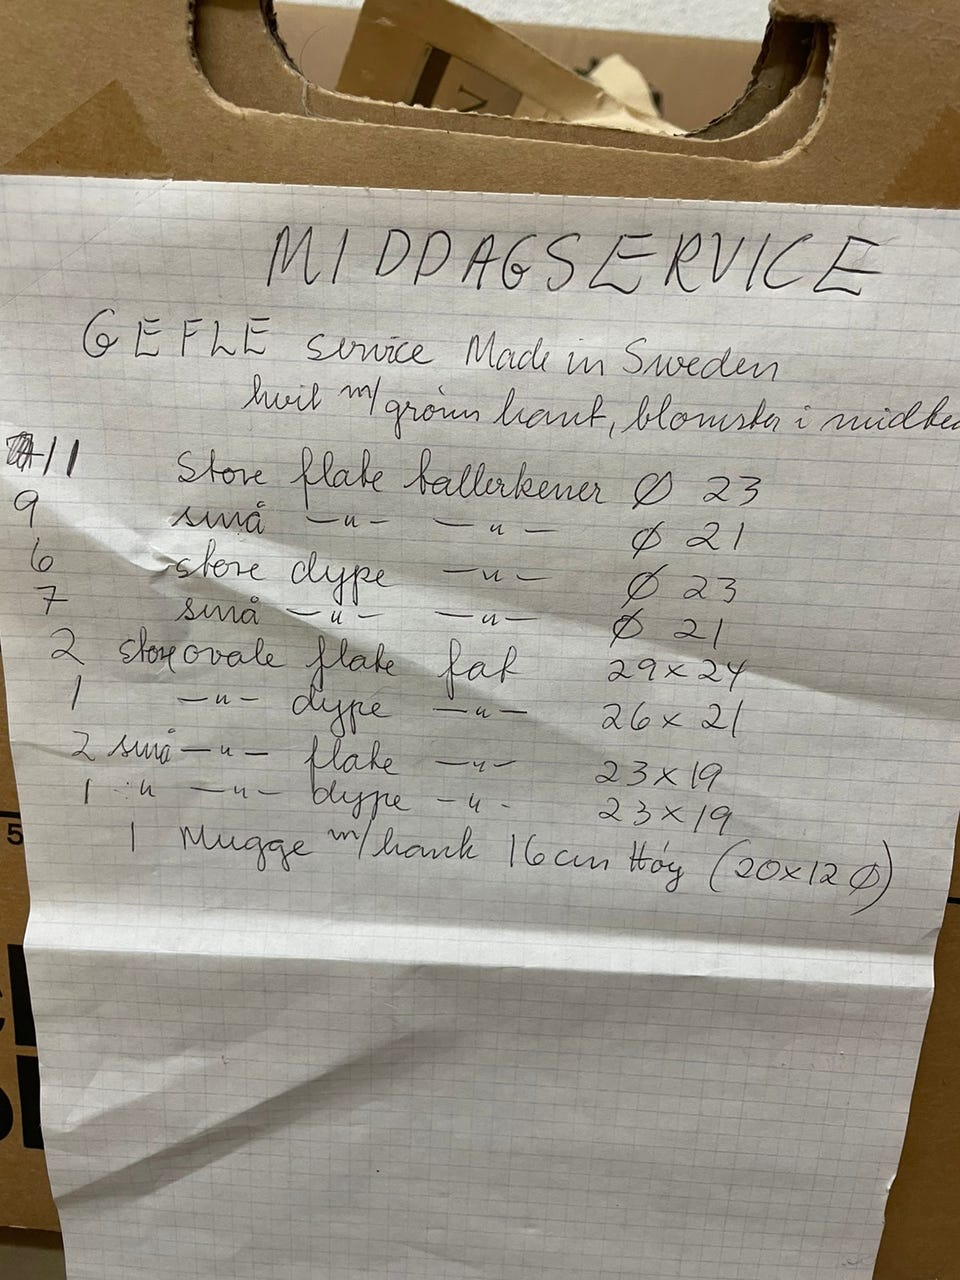 MIDDAGSERVICE
GEFLE service Made in Sweden
hvit m/grønn kant, blomster i midten
11 Store flate tallerkener Ø 23
9 små —"— —"— Ø 21
6 store dype —"— Ø 23
7 små —"— —"— Ø 21
2 store ovale flate fat 29x24
1 —"— dype —"— 26x21
2 små —"— flate —"— 23x19
1 " —"— dype —"— 23x19
1 Mugge m/hank 16cm Høy (20x12 Ø)
5